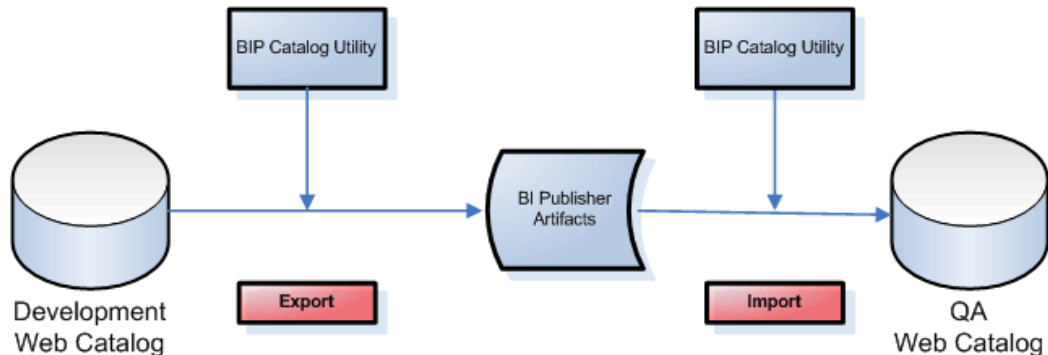 BIP Catalog Utility
BIP Catalog Utility
BI Publisher
Artifacts
Export
Import
Development
Web Catalog
QA
Web Catalog